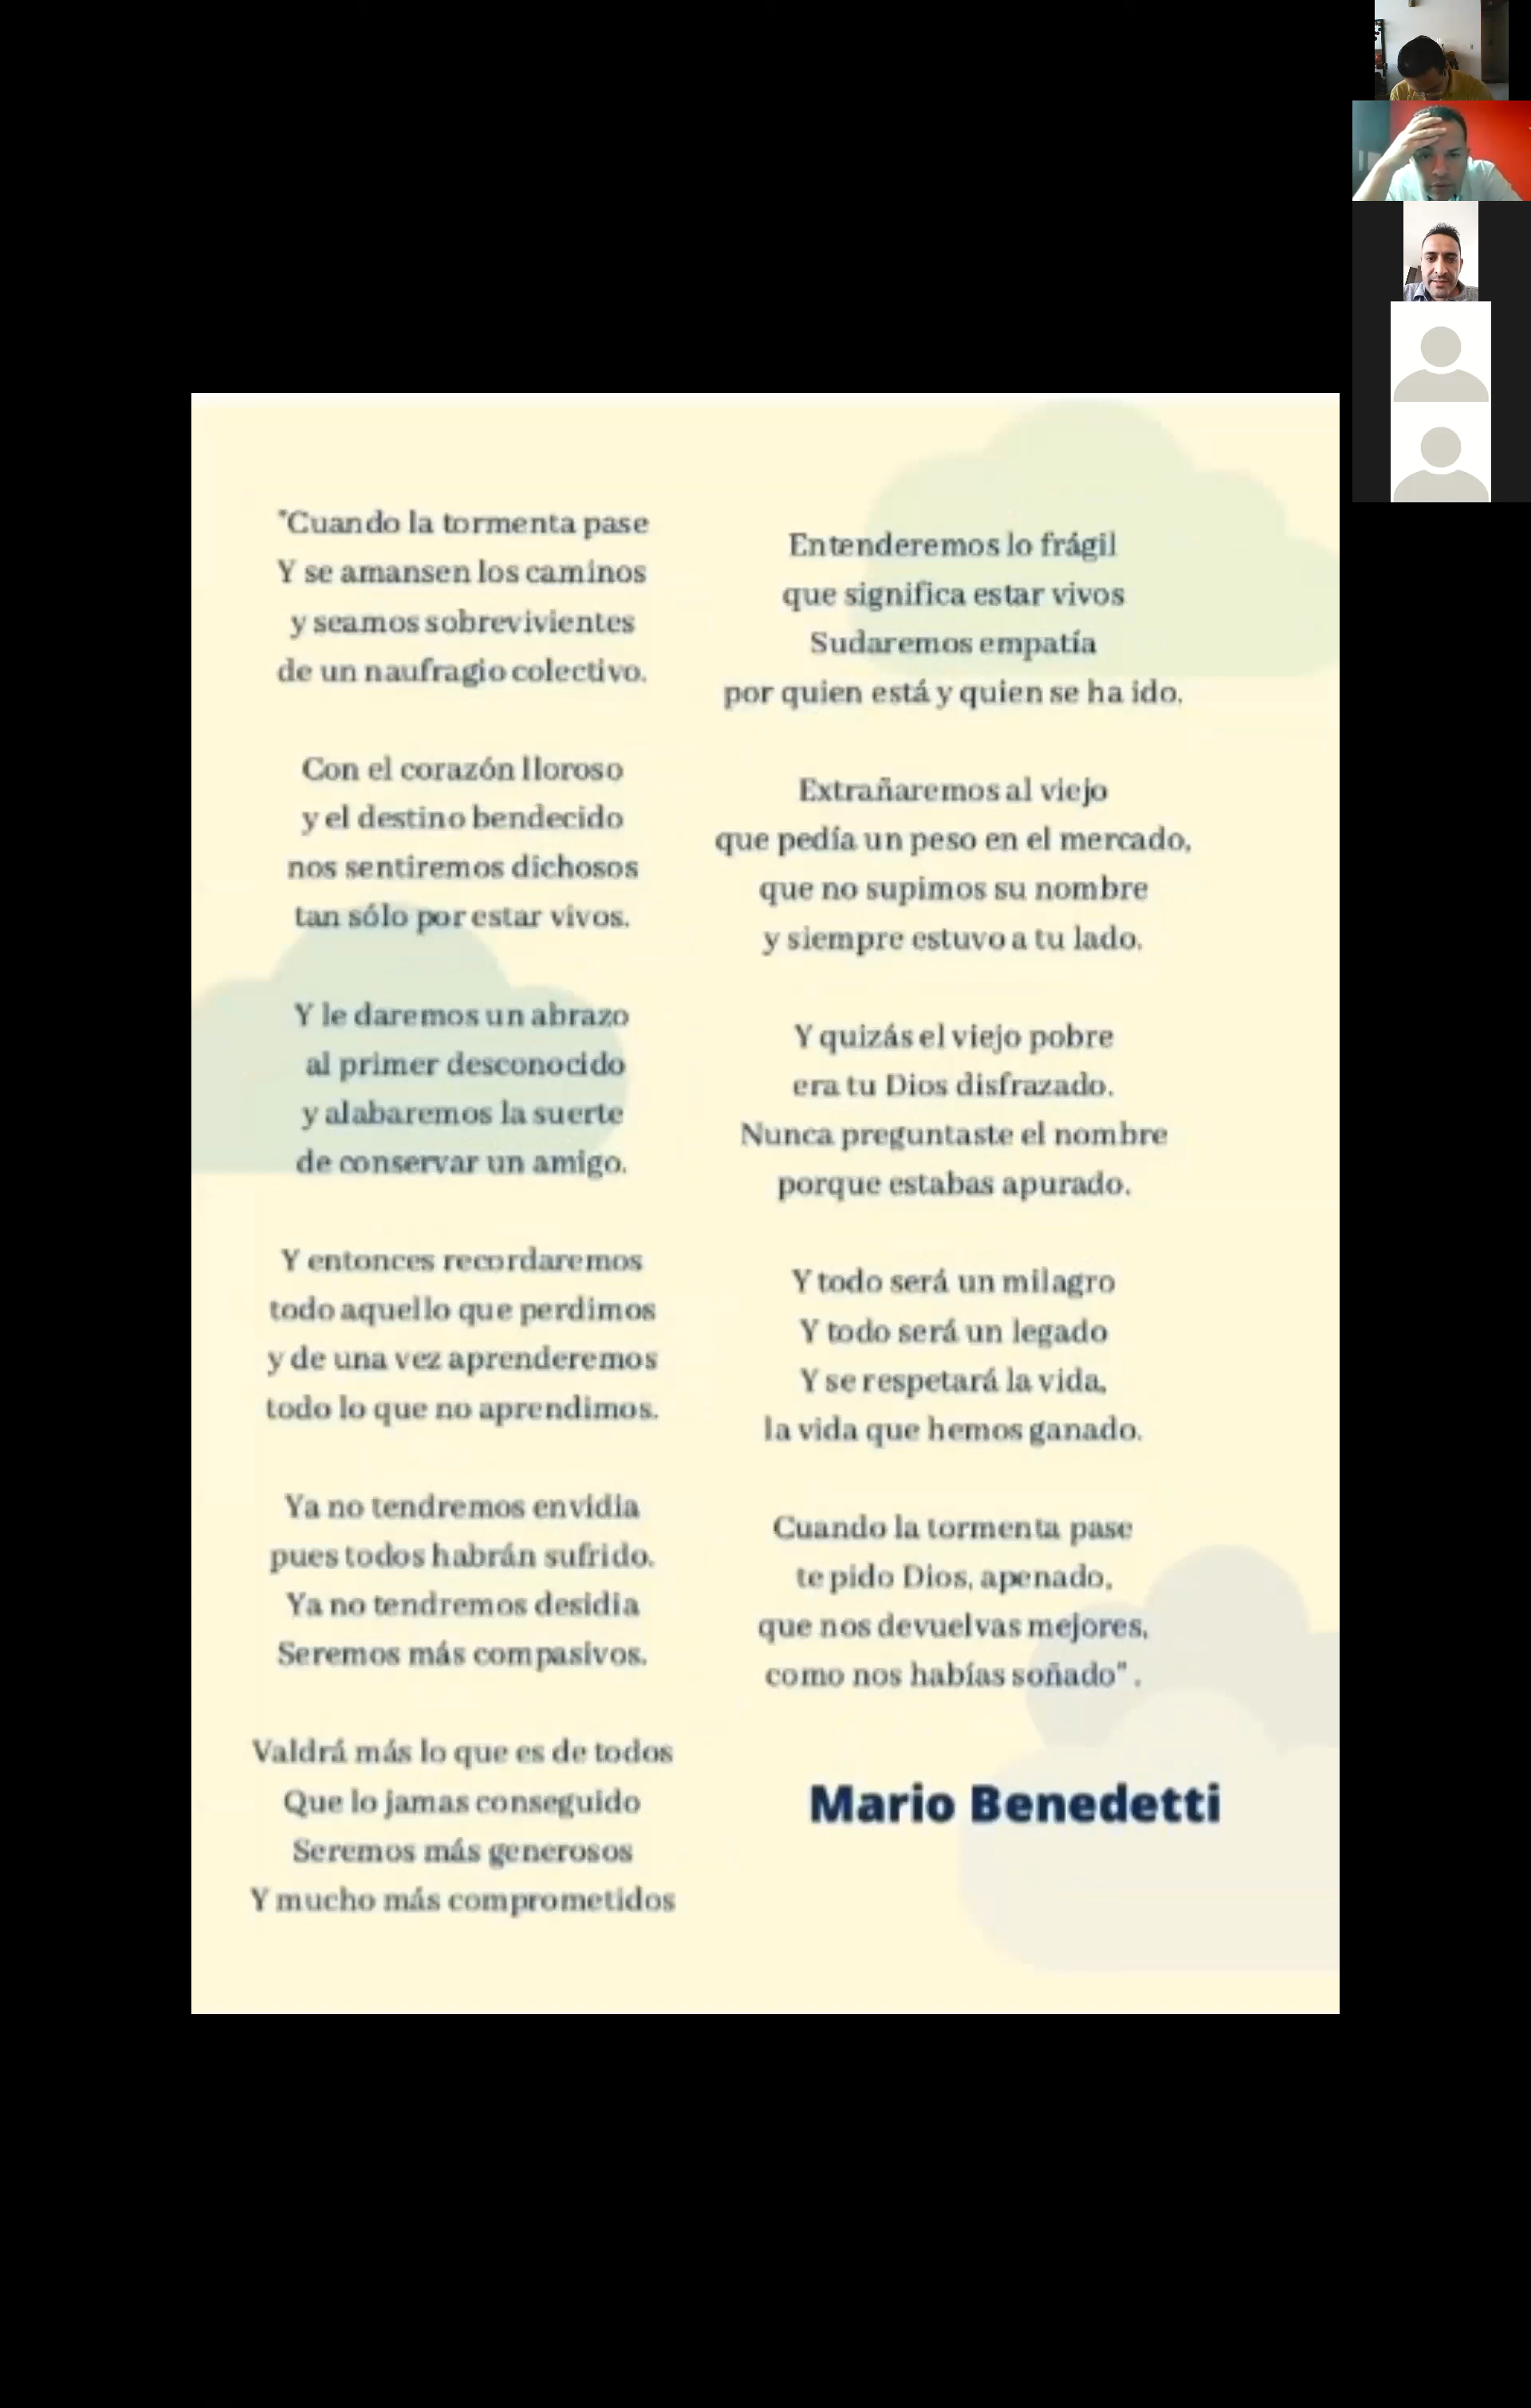 "Cuando la tormenta pase
Y se amansen los caminos
y seamos sobrevivientes
de un naufragio colectivo.
Con el corazón lloroso
y el destino bendecido
nos sentiremos dichosos
tan sólo por estar vivos.
Y le daremos un abrazo
al primer desconocido
y alabaremos la suerte
de conservar un amigo.
Y entonces recordaremos
todo aquello que perdimos
y de una vez aprenderemos
todo lo que no aprendimos.
Ya no tendremos envidia
pues todos habrán sufrido.
Ya no tendremos desidia
Seremos más compasivos.
Valdrá más lo que es de todos
Que lo jamas conseguido
Seremos más generosos
Y mucho más comprometidos
Entenderemos lo frágil
que significa estar vivos
Sudaremos empatía
por quien está y quien se ha ido.
Extrañaremos al viejo
que pedía un peso en el mercado,
que no supimos su nombre
y siempre estuvo a tu lado.
Y quizás el viejo pobre
era tu Dios disfrazado.
Nunca preguntaste el nombre
porque estabas apurado.
Y todo será un milagro
Y todo será un legado
Y se respetará la vida,
la vida que hemos ganado.
Cuando la tormenta pase
te pido Dios, apenado,
que nos devuelvas mejores,
como nos habías soñado" .
Mario Benedetti